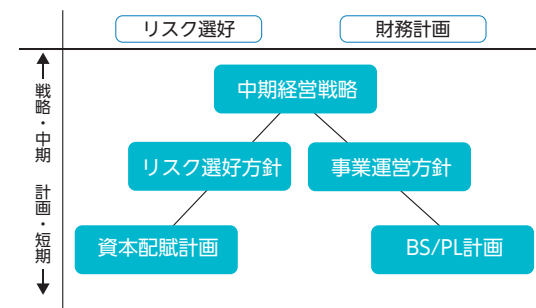 リスク選好
財務計画
戦略・中期
計画・短期
中期経営戦略
リスク選好方針
事業運営方針
資本配賦計画
BS/PL計画